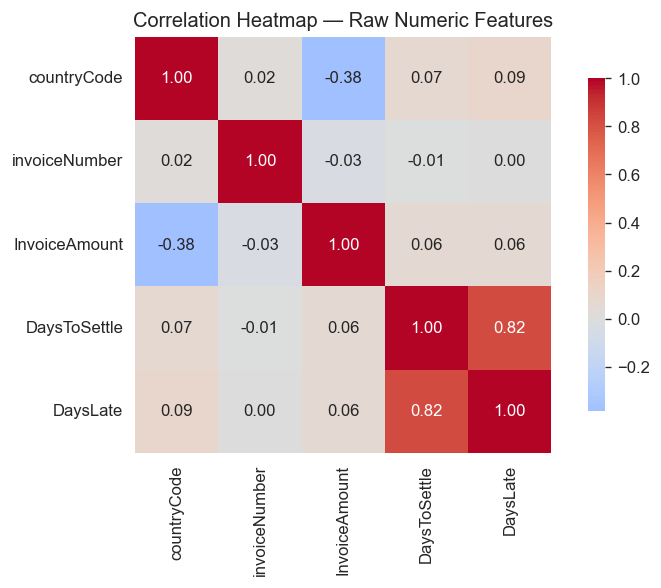 Correlation Heatmap — Raw Numeric Features
countryCode 1.00 0.02 -0.38 0.07 0.09
invoiceNumber 0.02 1.00 -0.03 -0.01 0.00
InvoiceAmount -0.38 -0.03 1.00 0.06 0.06
DaysToSettle 0.07 -0.01 0.06 1.00 0.82
DaysLate 0.09 0.00 0.06 0.82 1.00
countryCode
invoiceNumber
InvoiceAmount
DaysToSettle
DaysLate
1.0
0.8
0.6
0.4
0.2
0.0
−0.2